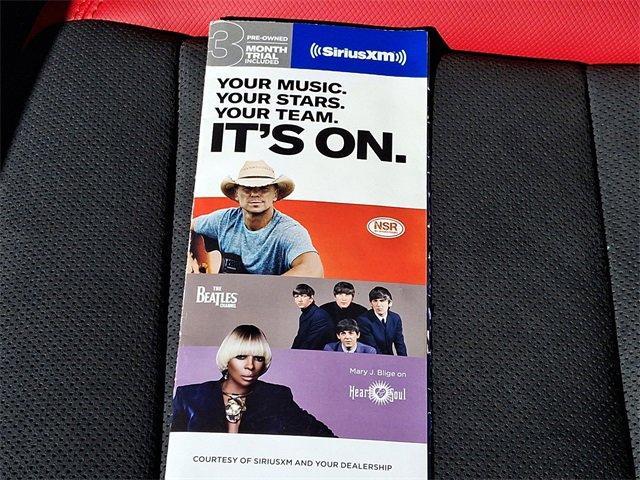 3
PRE-OWNED
MONTH
TRIAL
INCLUDED
SiriusXM
YOUR MUSIC.
YOUR STARS.
YOUR TEAM.
IT'S ON.
NSR
THE
BEATLES
CHANNEL
Mary J. Blige on
Heart Soul
COURTESY OF SIRIUSXM AND YOUR DEALERSHIP